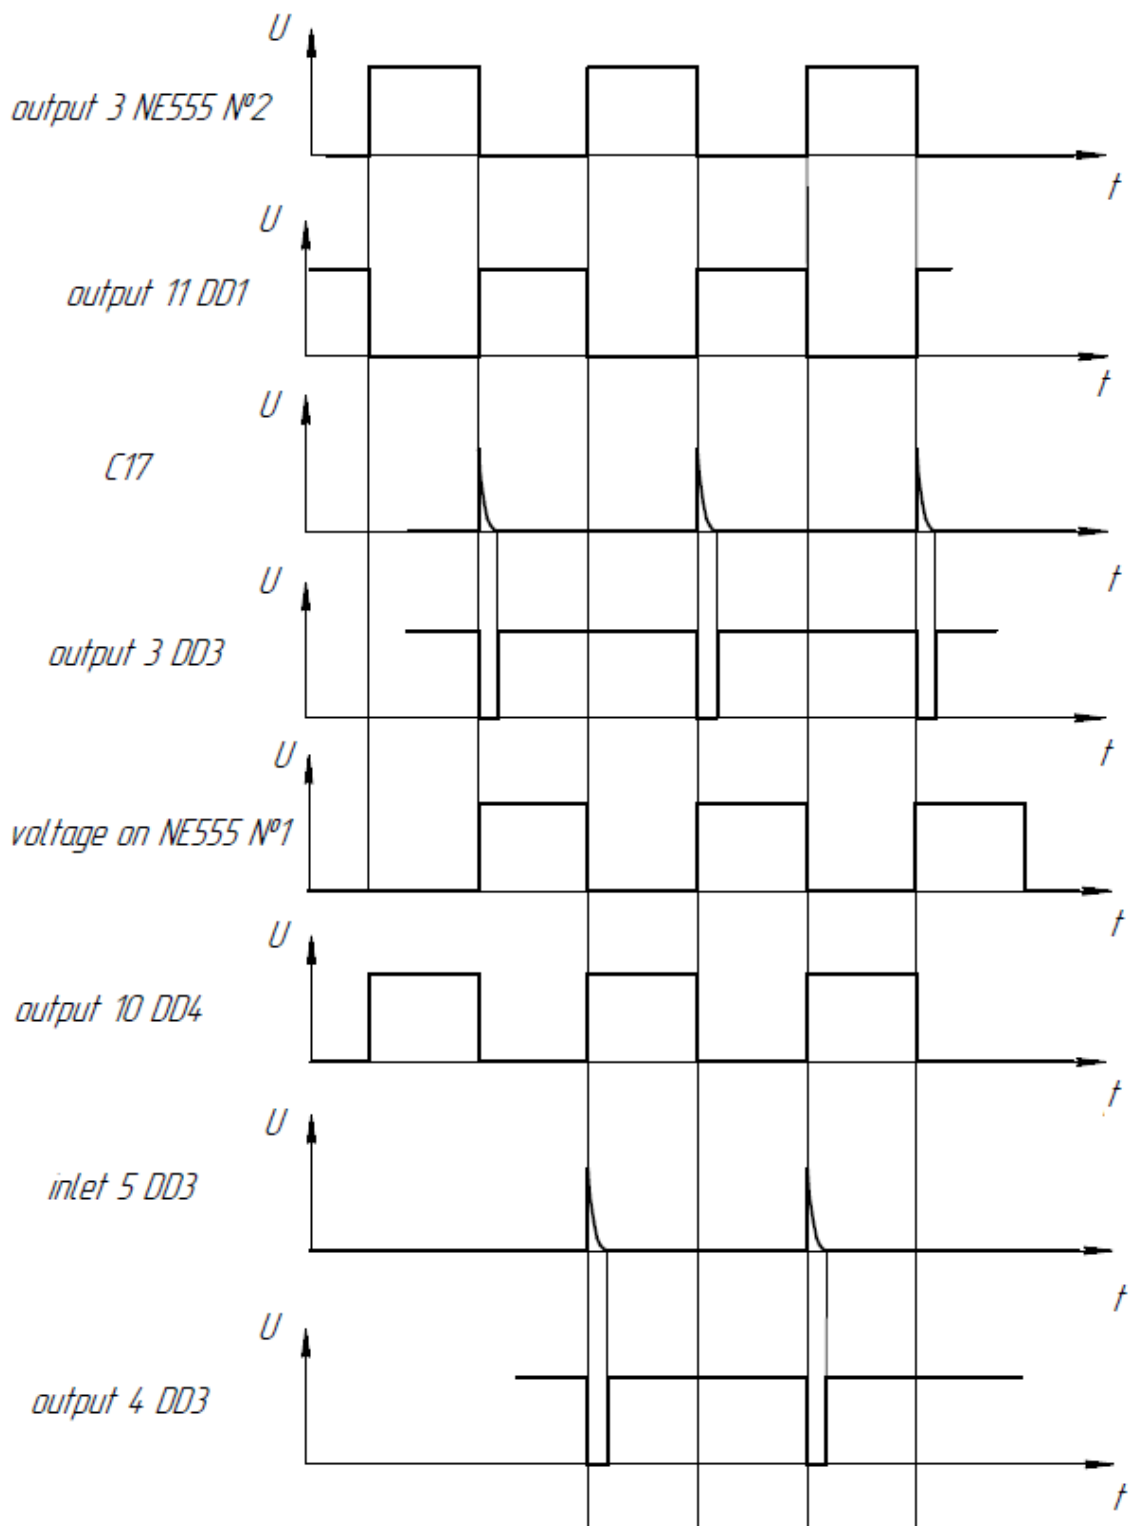 U
output 3 NE555 №2
t
U
output 11 DD1
t
U
C17
t
U
output 3 DD3
t
U
voltage on NE555 №1
t
U
output 10 DD4
t
U
inlet 5 DD3
t
U
output 4 DD3
t